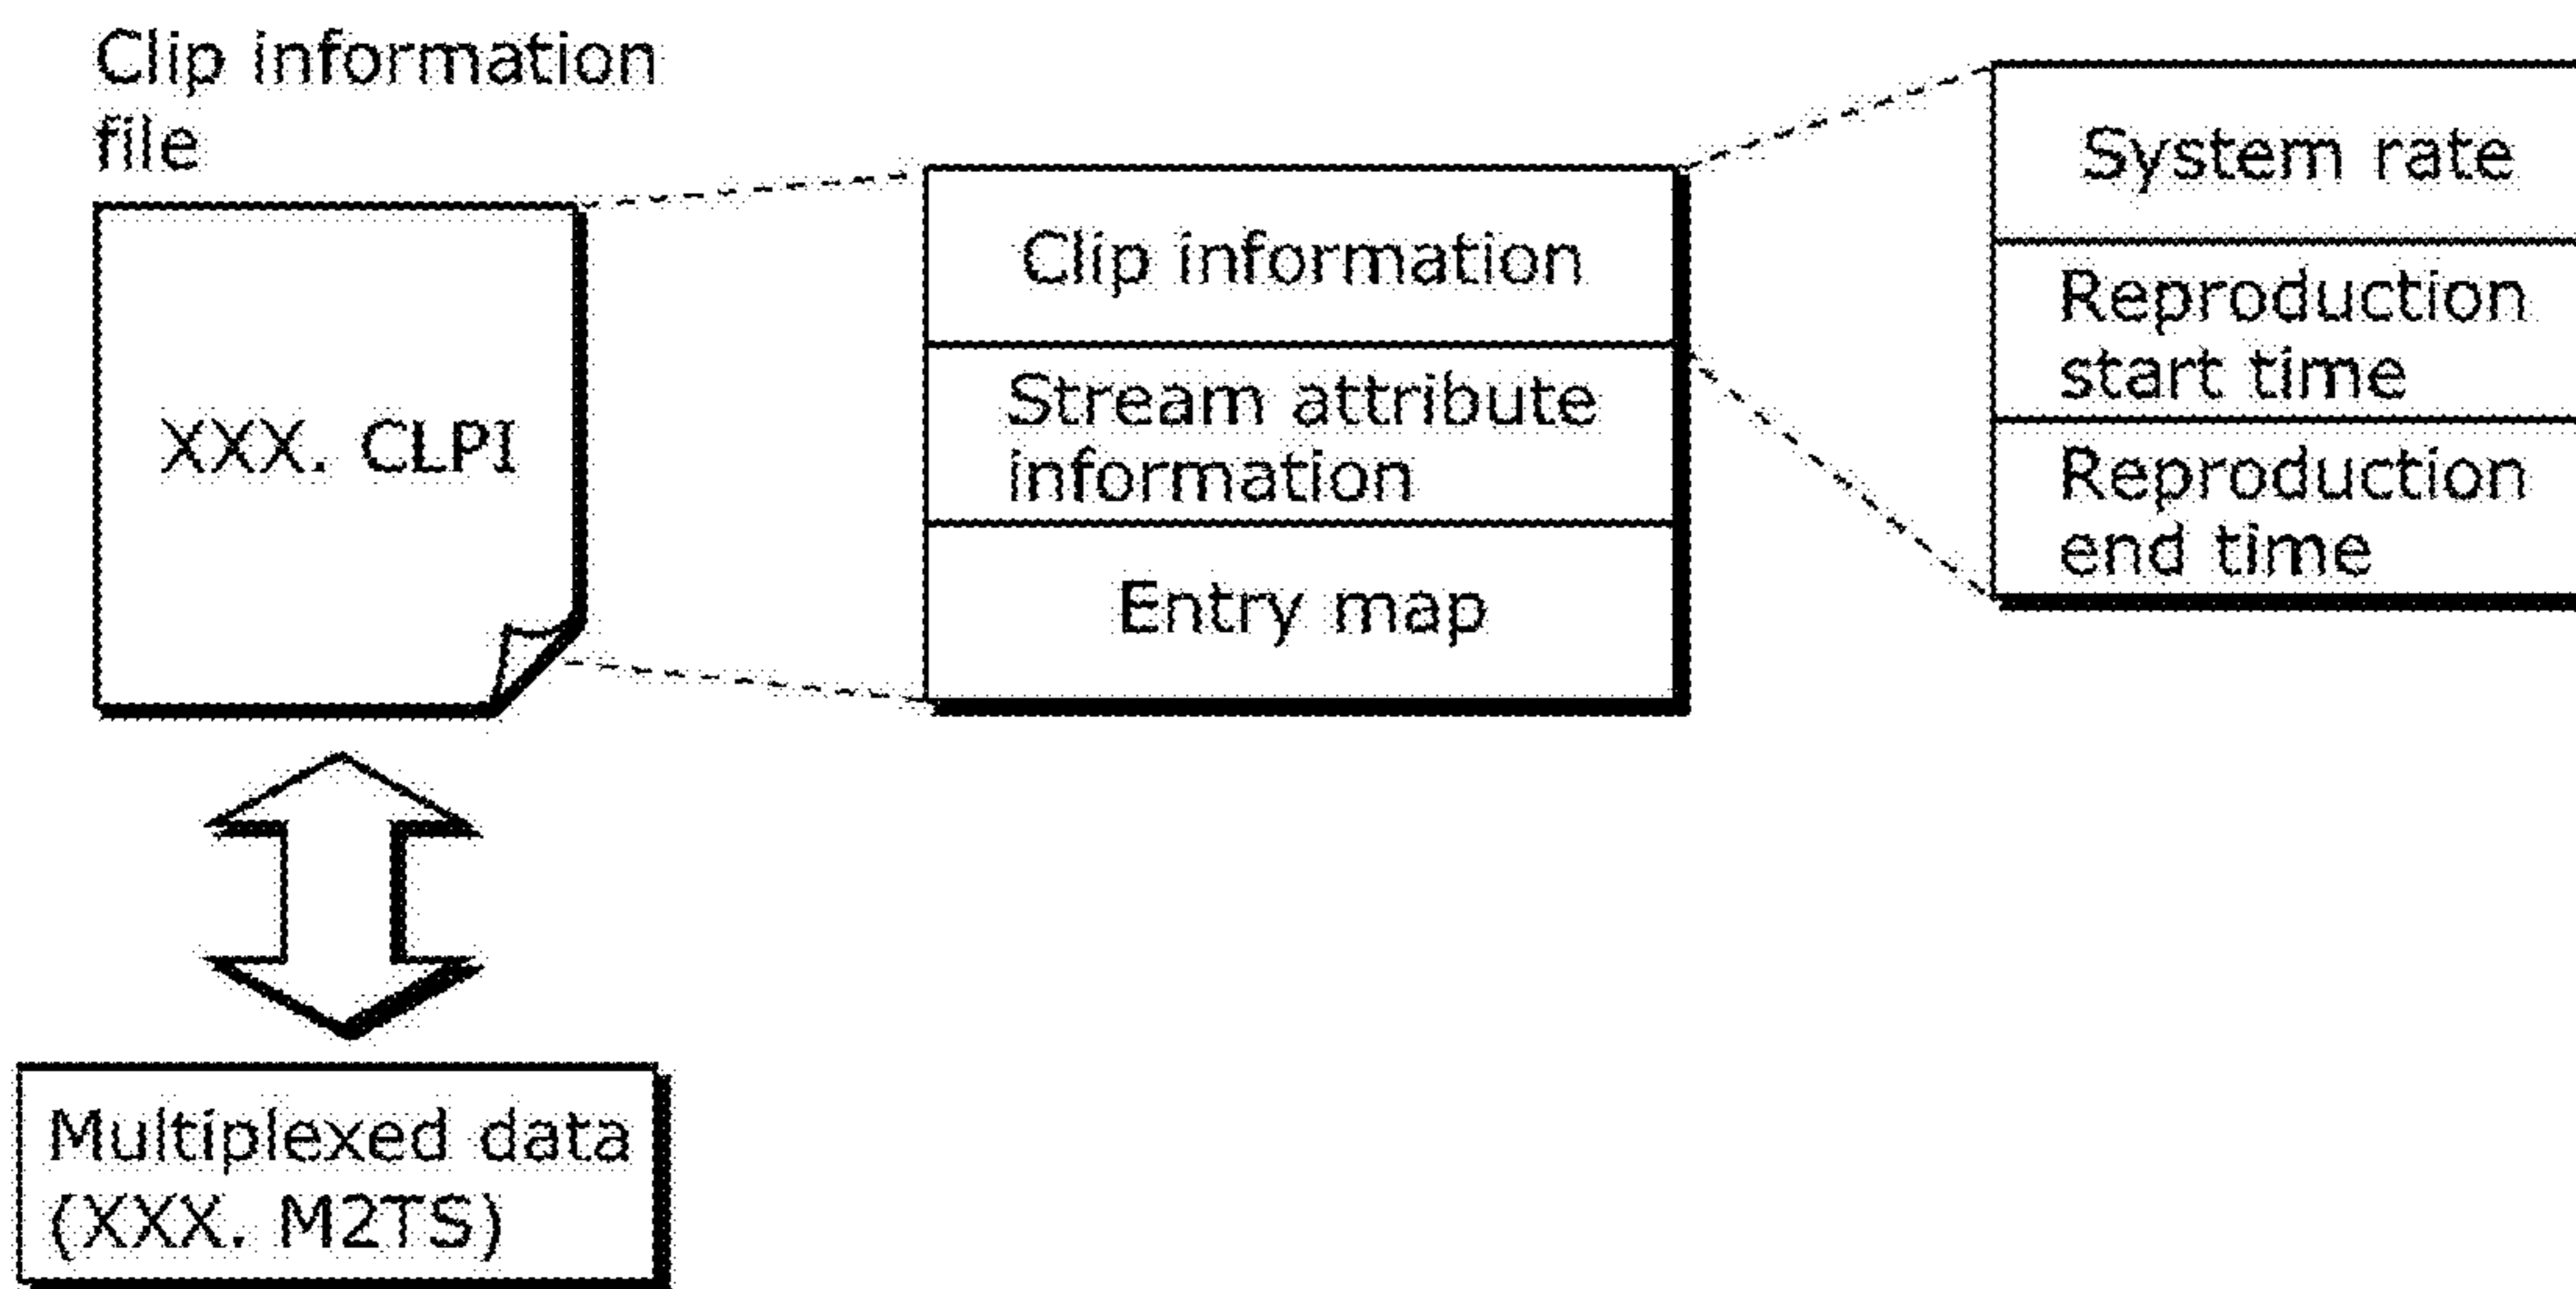 Clip information
file
XXX. CLPI
Clip information
Stream attribute
information
Entry map
System rate
Reproduction
start time
Reproduction
end time
Multiplexed data
(XXX. M2TS)